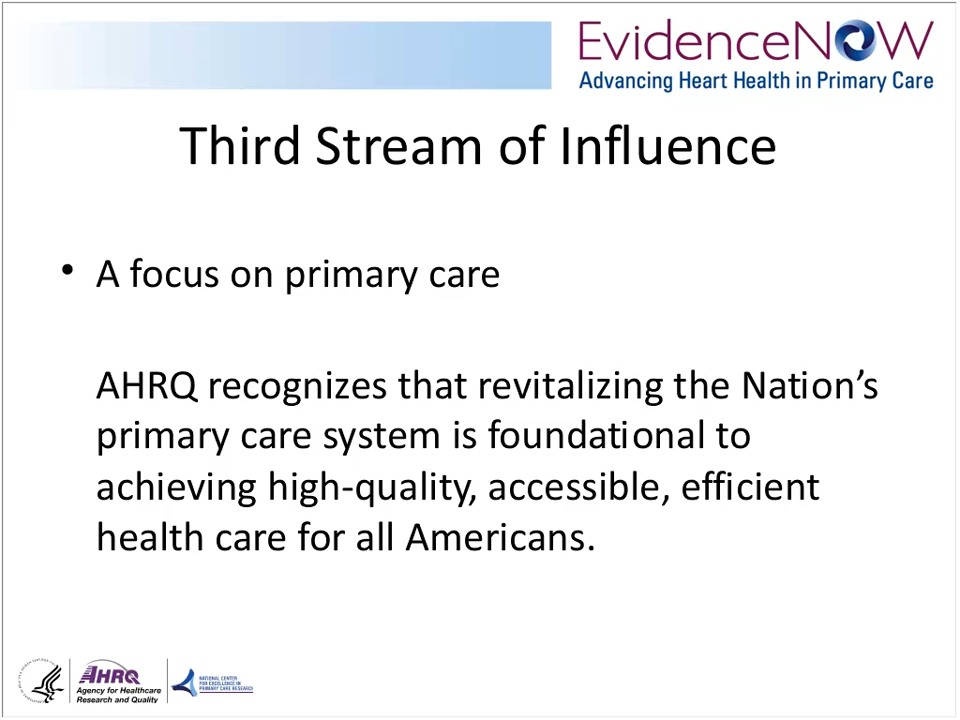 EvidenceNOW
Advancing Heart Health in Primary Care
Third Stream of Influence
• A focus on primary care
AHRQ recognizes that revitalizing the Nation’s
primary care system is foundational to
achieving high-quality, accessible, efficient
health care for all Americans.
AHRQ
Agency for Healthcare
Research and Quality
NATIONAL CENTER
FOR EXCELLENCE IN
PRIMARY CARE RESEARCH